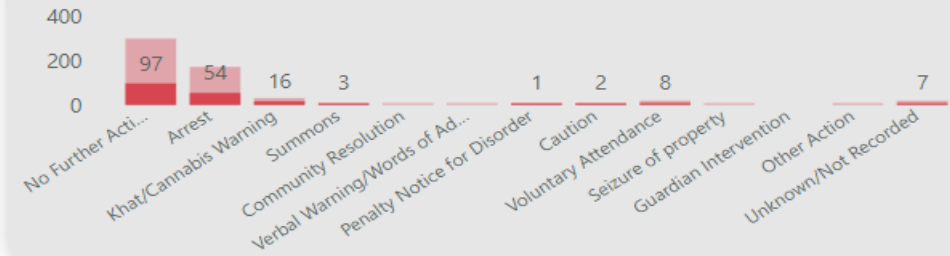 400
200
0
97
54
16
3
1
2
8
7
No Further Acti...
Arrest
Khat/Cannabis Warning
Summons
Community Resolution
Verbal Warning/Words of Ad...
Penalty Notice for Disorder
Caution
Voluntary Attendance
Seizure of property
Guardian Intervention
Other Action
Unknown/Not Recorded